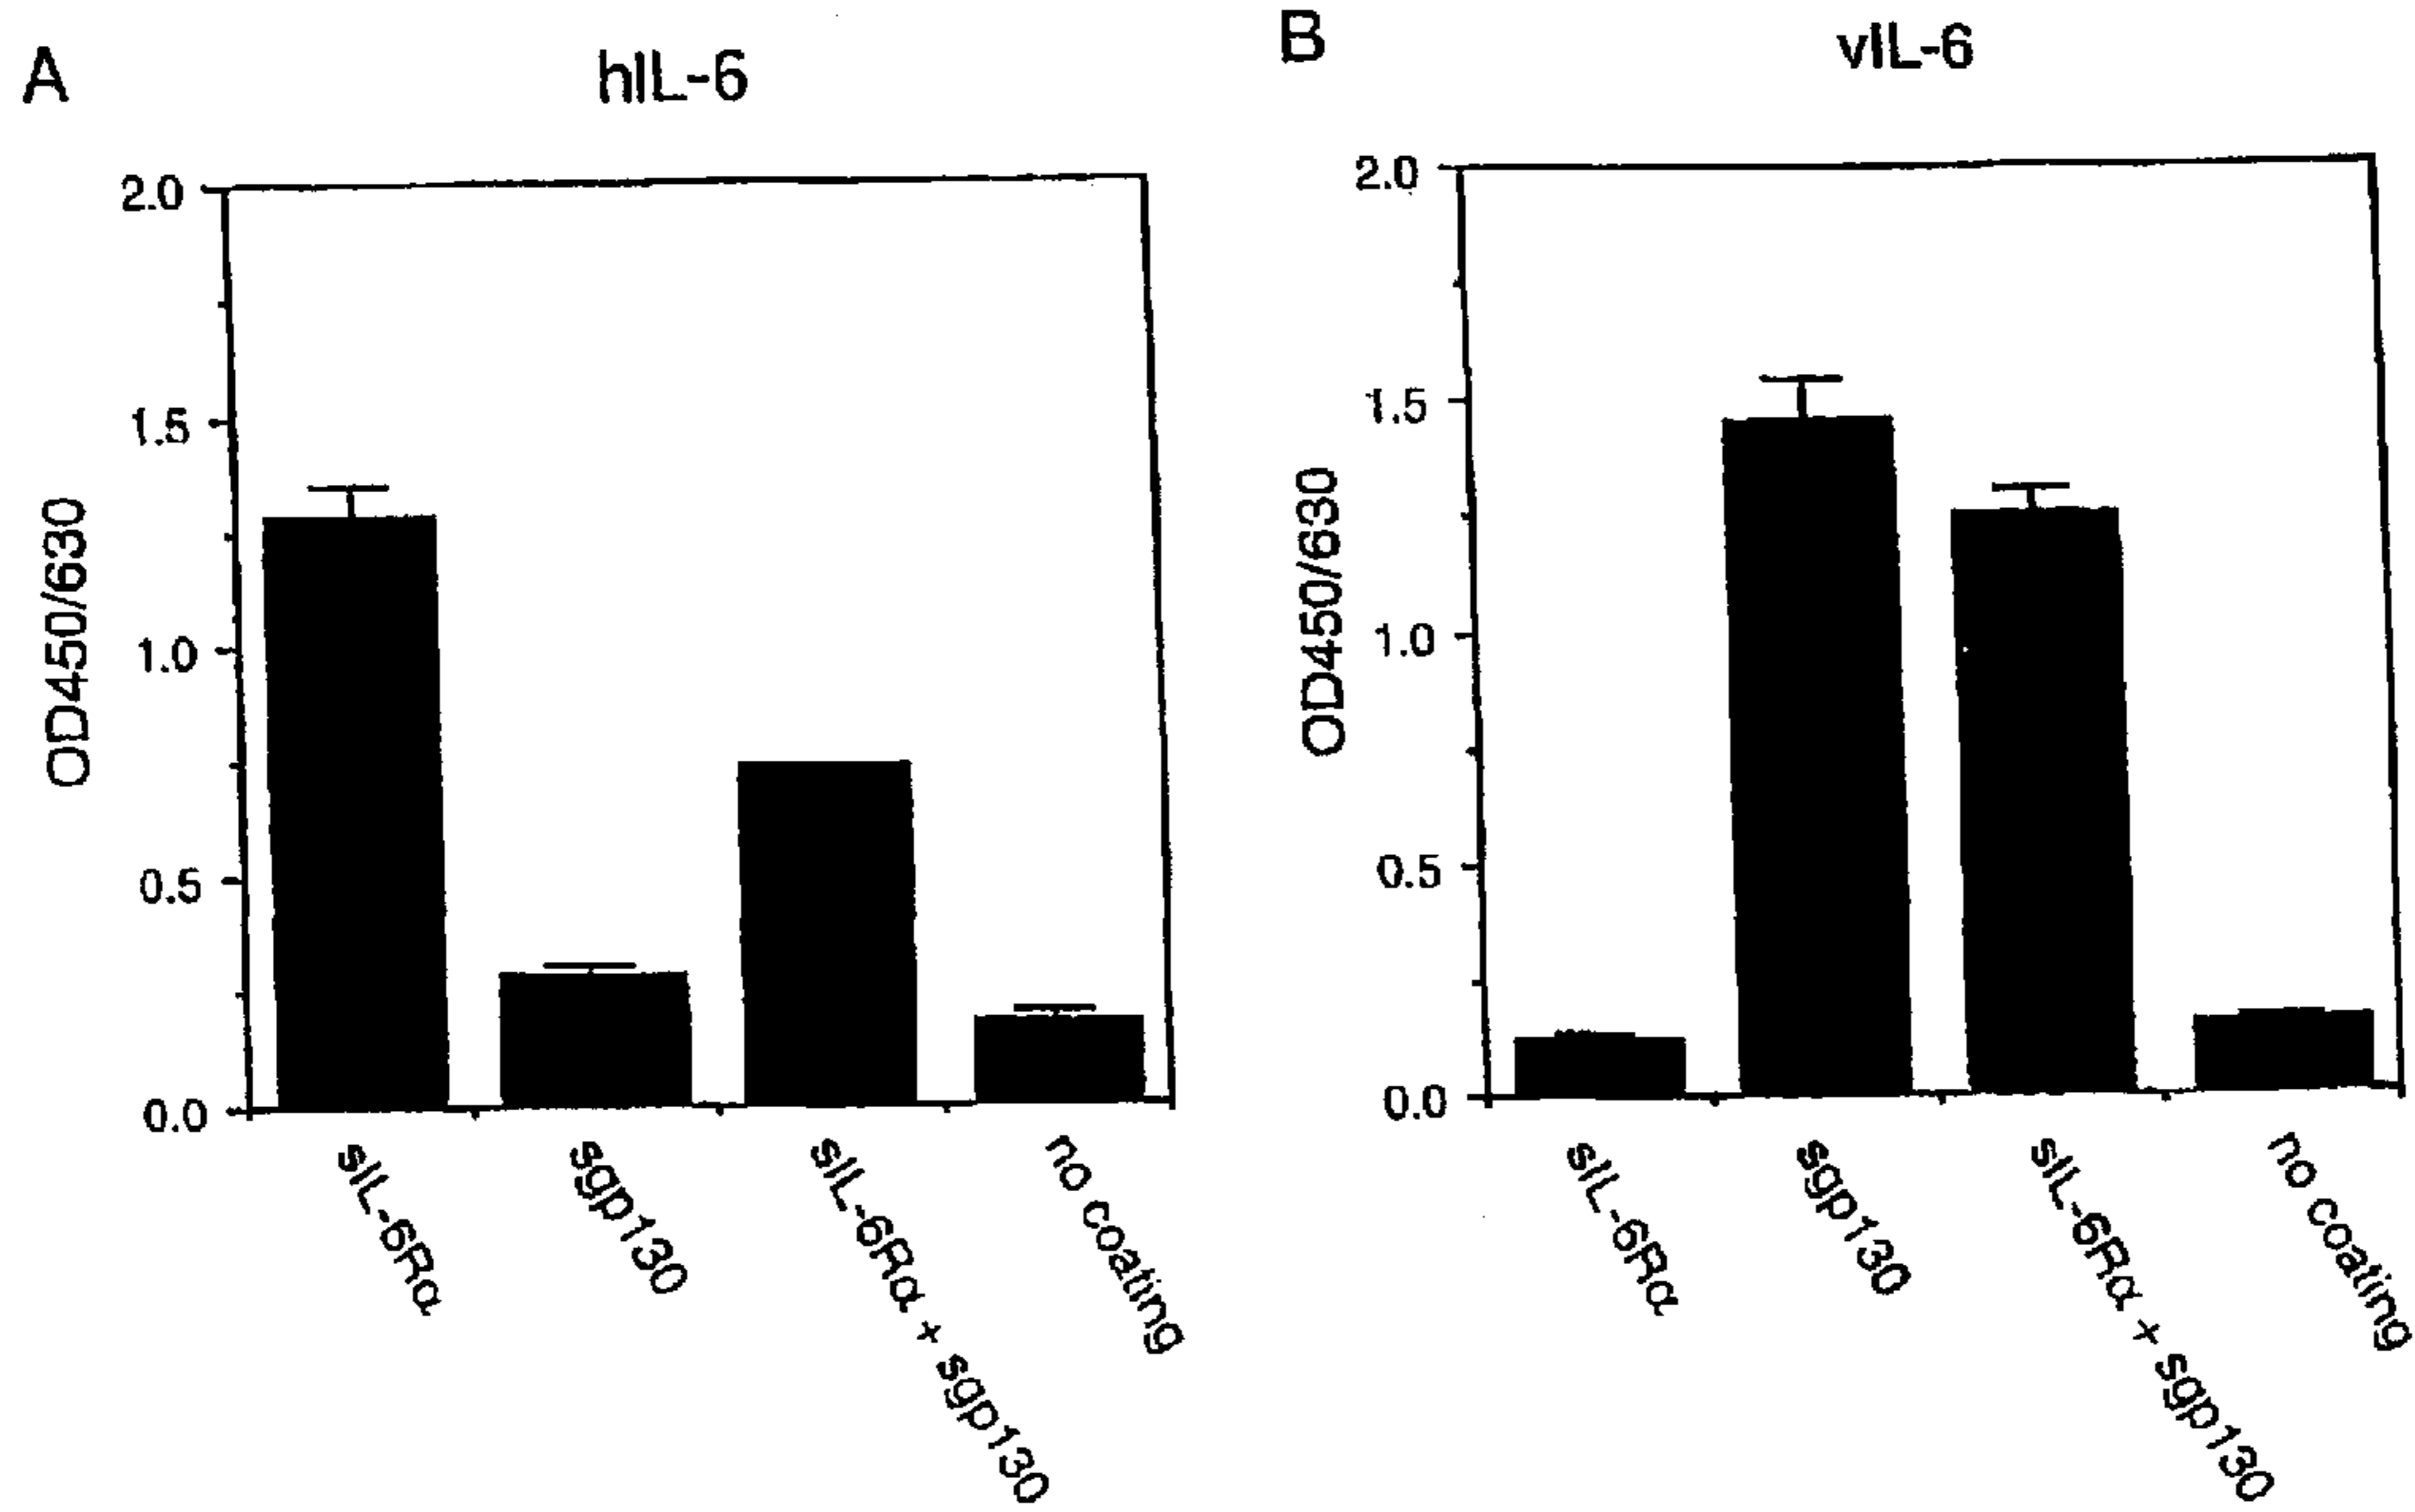 A
hIL-6
2.0
1.5
1.0
0.5
0.0
OD450/630
sIL-6Rα
sgp130
sIL-6Rα + sgp130
no coating
B
vIL-6
2.0
1.5
1.0
0.5
0.0
OD450/630
sIL-6Rα
sgp130
sIL-6Rα + sgp130
no coating